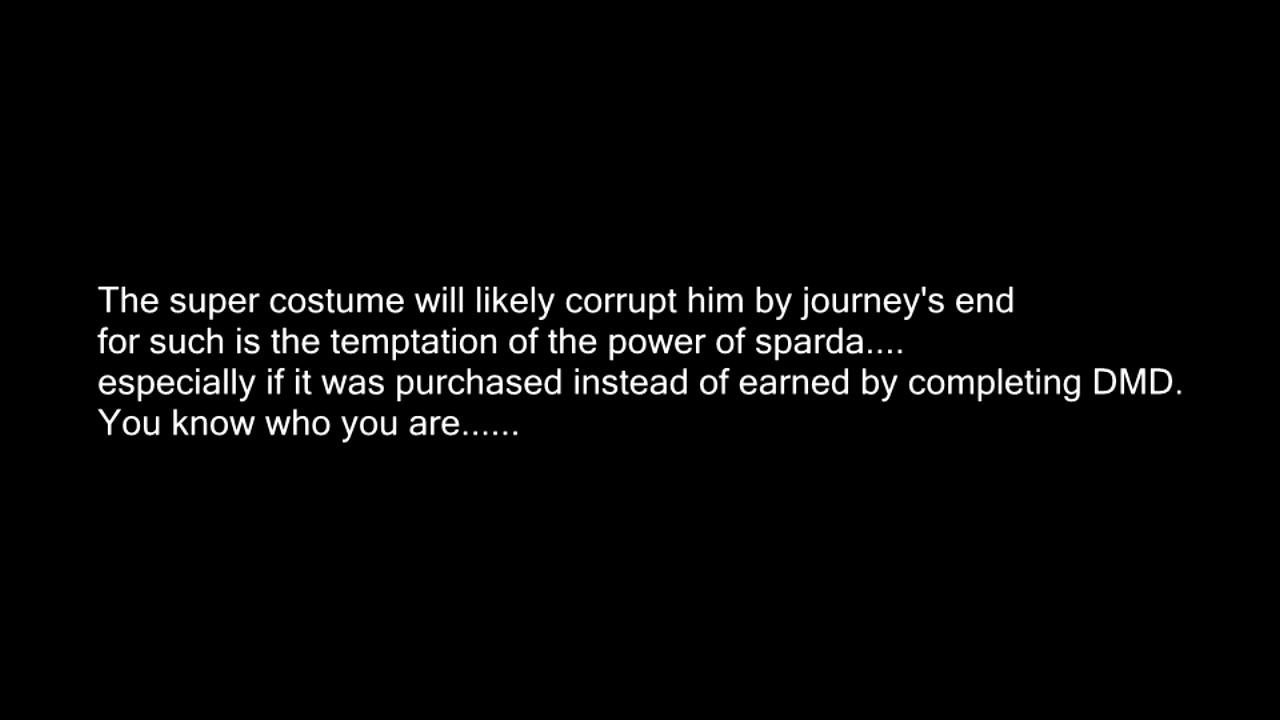 The super costume will likely corrupt him by journey's end
for such is the temptation of the power of sparda....
especially if it was purchased instead of earned by completing DMD.
You know who you are......